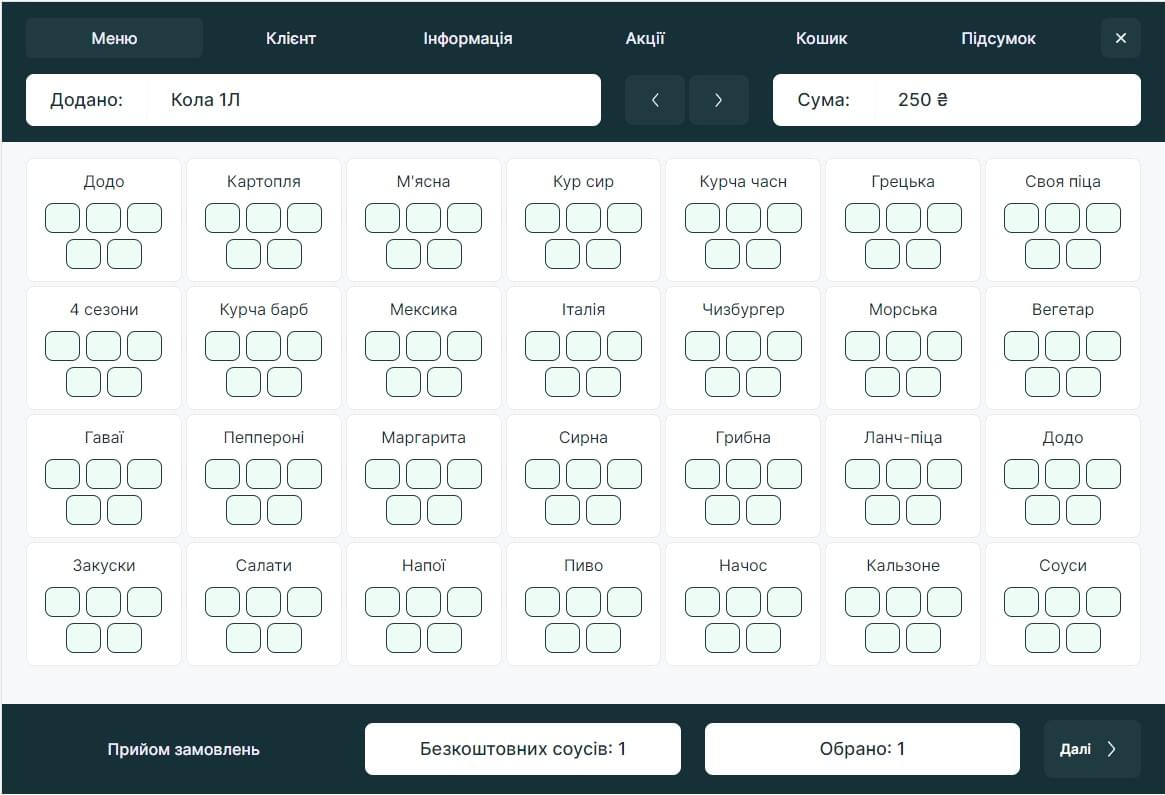 Меню Клієнт Інформація Акції Кошик Підсумок
Додано: Кола 1Л Сума: 250 ₴
Додо Картопля М'ясна Кур сир Курча часн Грецька Своя піца
4 сезони Курча барб Мексика Італія Чизбургер Морська Вегетар
Гаваї Пеппероні Маргарита Сирна Грибна Ланч-піца Додо
Закуски Салати Напої Пиво Начос Кальзоне Соуси
Прийом замовлень Безкоштовних соусів: 1 Обрано: 1 Далі